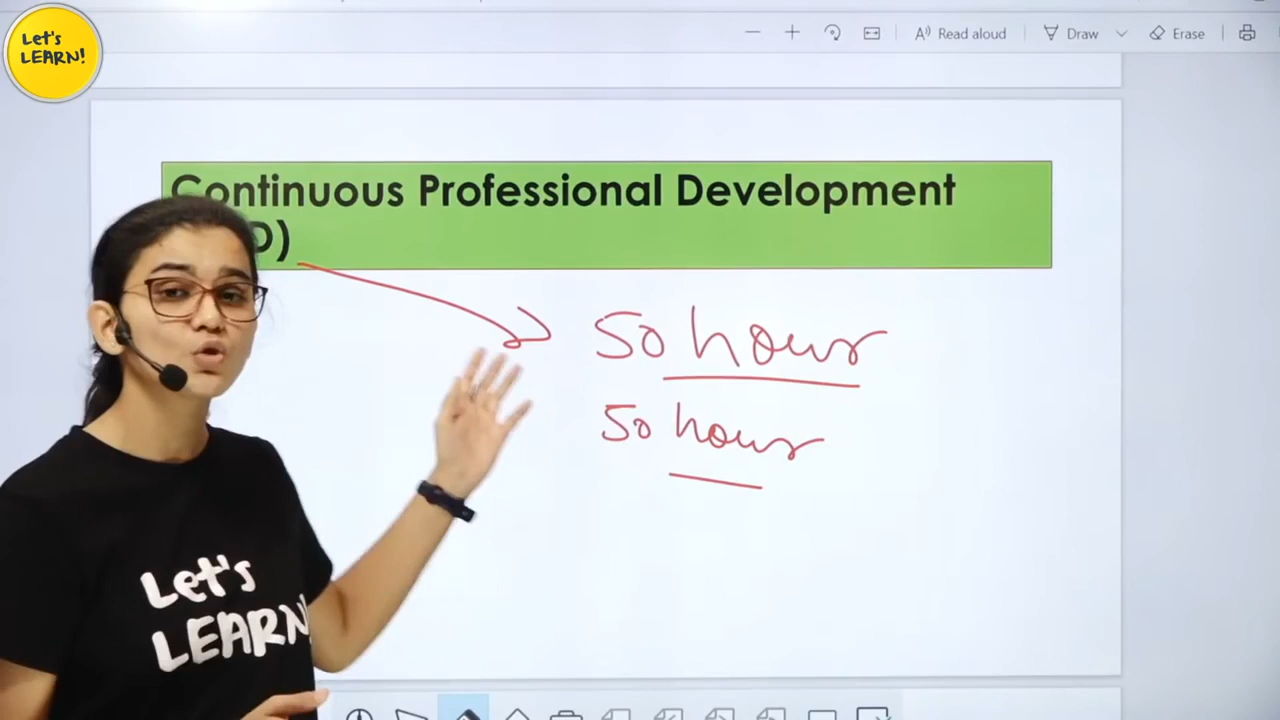 Let's
LEARN!
Read aloud
Draw
Erase
Continuous Professional Development
D)
50 hour
50 hour
Let's
LEARN!